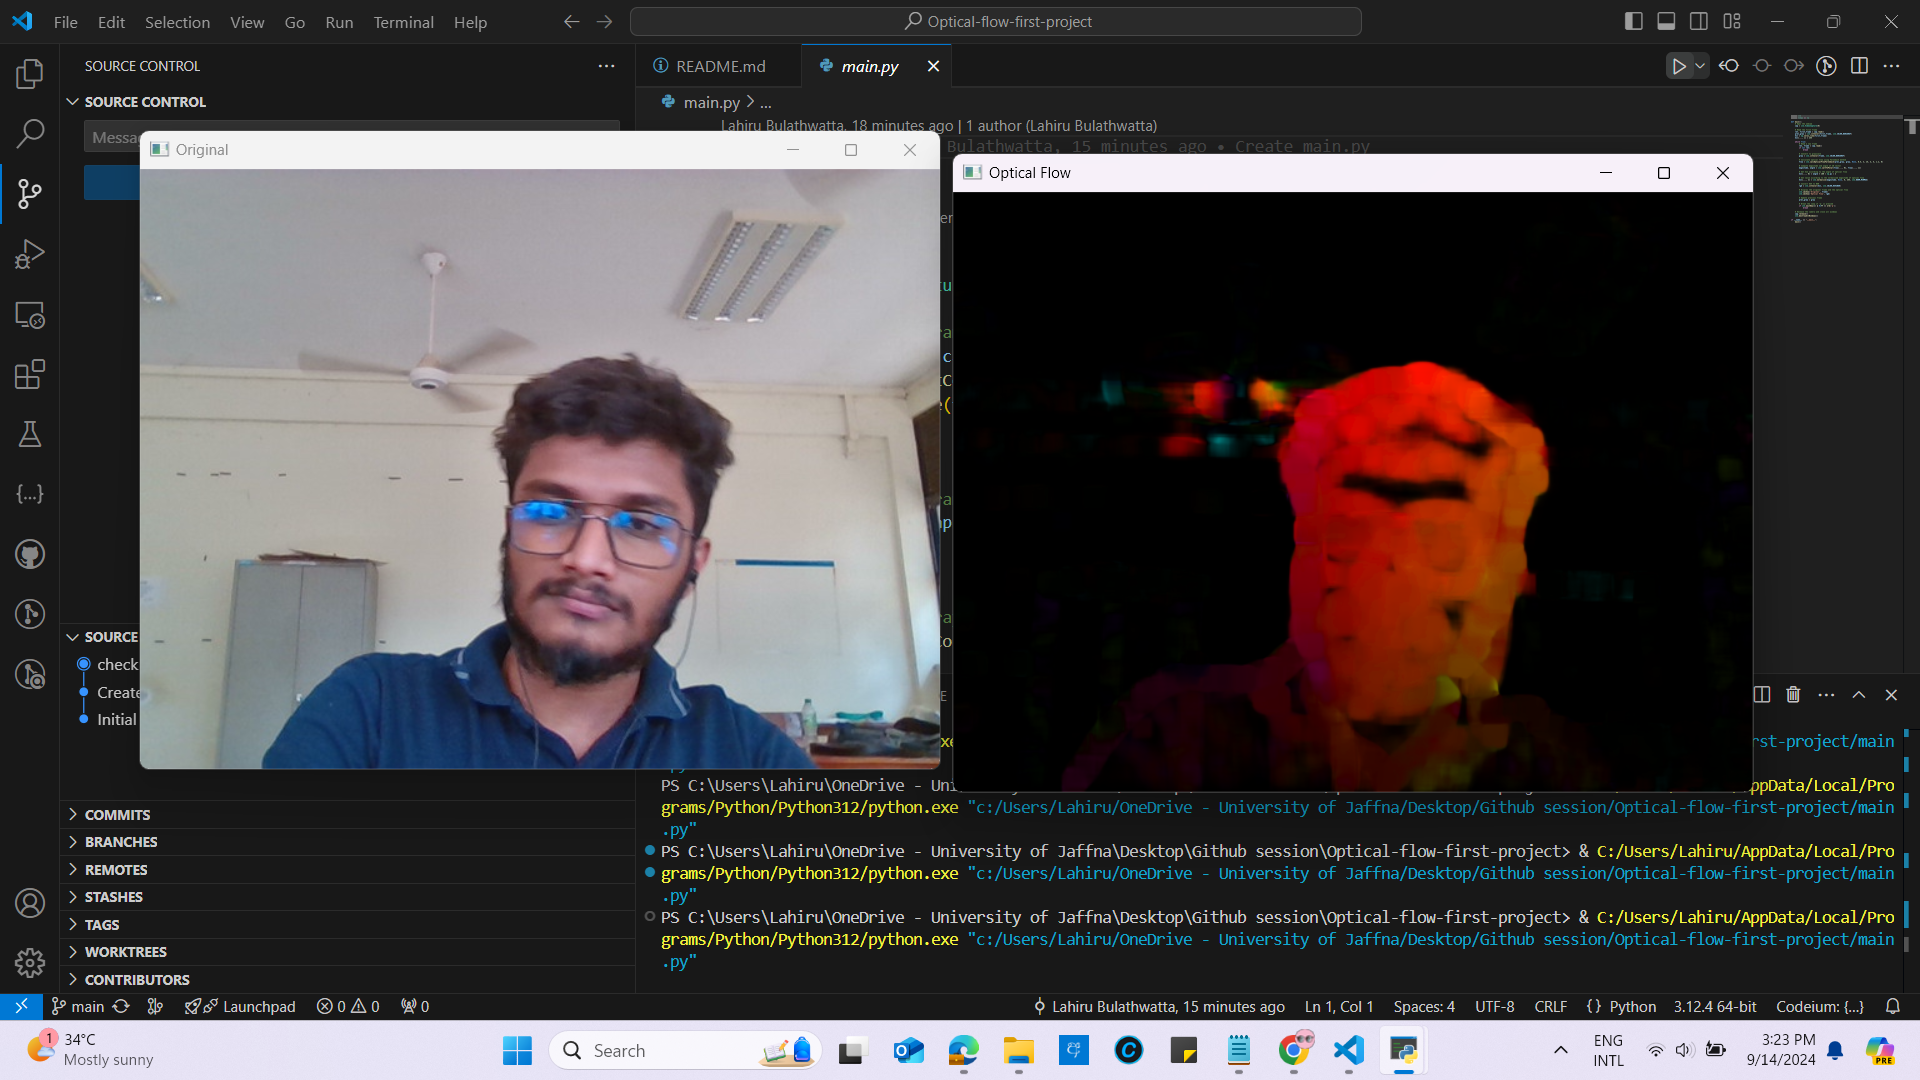 File Edit Selection View Go Run Terminal Help
Optical-flow-first-project
SOURCE CONTROL
SOURCE CONTROL
Messa
README.md
main.py
main.py > ...
Lahiru Bulathwatta, 18 minutes ago | 1 author (Lahiru Bulathwatta)
Bulathwatta, 15 minutes ago • Create main.py
Original
Optical Flow
SOURCE
check
Create
Initial
COMMITS
BRANCHES
REMOTES
STASHES
TAGS
WORKTREES
CONTRIBUTORS
st-project/main
PS C:\Users\Lahiru\OneDrive - Uni
ppData/Local/Pro
grams/Python/Python312/python.exe "c:/Users/Lahiru/OneDrive - University of Jaffna/Desktop/Github session/Optical-flow-first-project/main
.py"
PS C:\Users\Lahiru\OneDrive - University of Jaffna\Desktop\Github session\Optical-flow-first-project> & C:/Users/Lahiru/AppData/Local/Pro
grams/Python/Python312/python.exe "c:/Users/Lahiru/OneDrive - University of Jaffna/Desktop/Github session/Optical-flow-first-project/main
.py"
PS C:\Users\Lahiru\OneDrive - University of Jaffna\Desktop\Github session\Optical-flow-first-project> & C:/Users/Lahiru/AppData/Local/Pro
grams/Python/Python312/python.exe "c:/Users/Lahiru/OneDrive - University of Jaffna/Desktop/Github session/Optical-flow-first-project/main
.py"
main Launchpad 0 0 0
Lahiru Bulathwatta, 15 minutes ago Ln 1, Col 1 Spaces: 4 UTF-8 CRLF {} Python 3.12.4 64-bit Codeium: {...}
1
34°C
Mostly sunny
Search
PRE
ENG
INTL
3:23 PM
9/14/2024